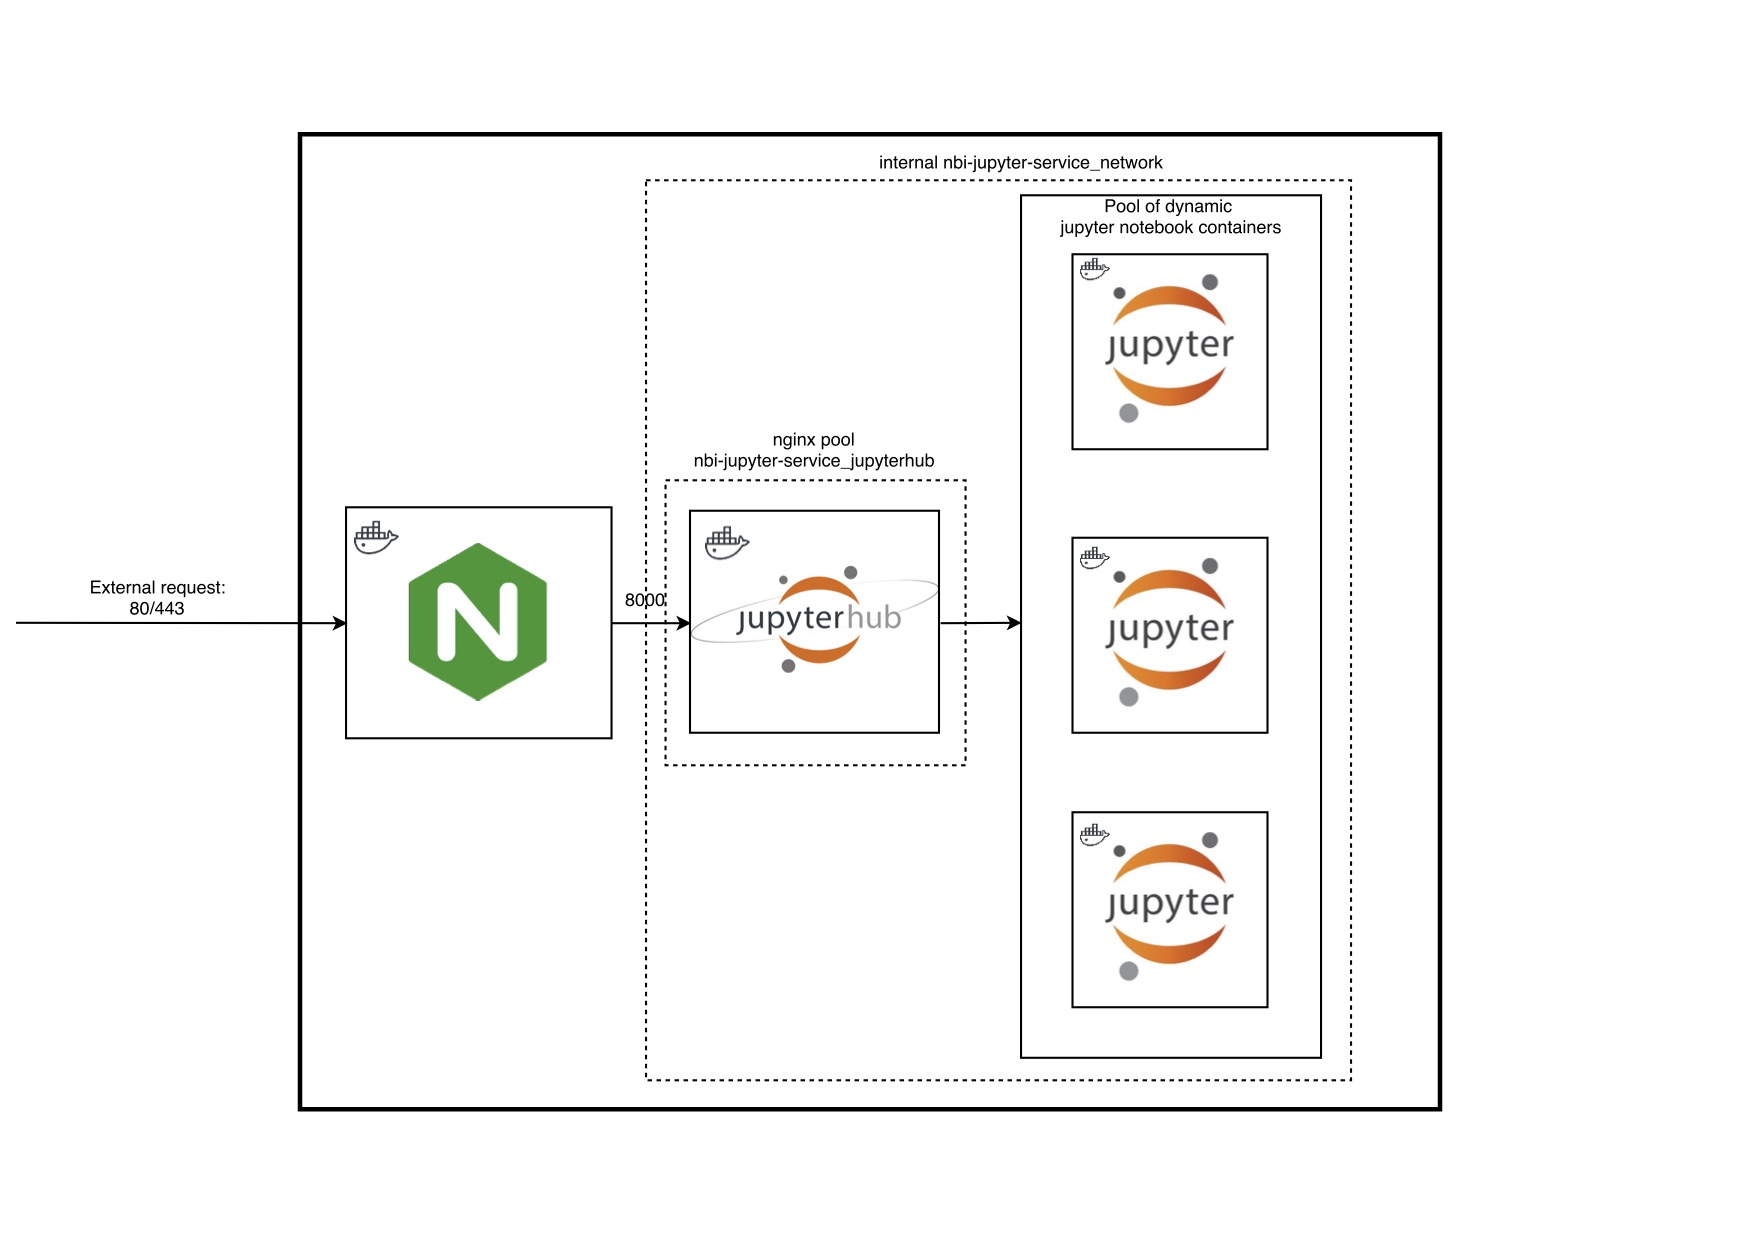 internal nbi-jupyter-service_network
Pool of dynamic
jupyter notebook containers
jupyter
nginx pool
nbi-jupyter-service_jupyterhub
External request:
80/443
N
8000
jupyterhub
jupyter
jupyter